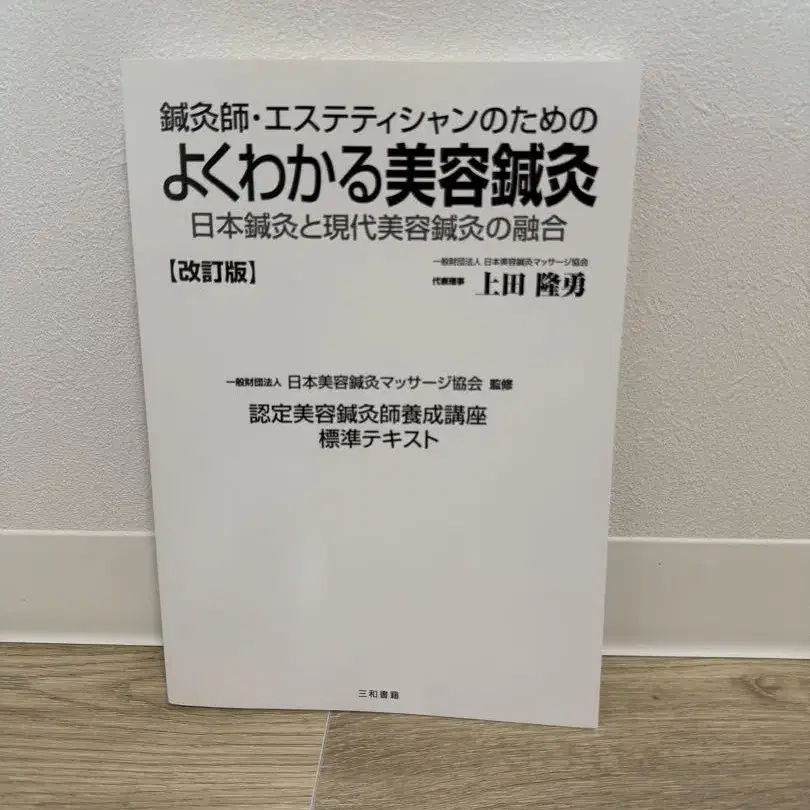 鍼灸師・エステティシャンのための
よくわかる美容鍼灸
日本鍼灸と現代美容鍼灸の融合
【改訂版】
一般財団法人 日本美容鍼灸マッサージ協会
代表理事 上田 隆勇
一般財団法人 日本美容鍼灸マッサージ協会 監修
認定美容鍼灸師養成講座
標準テキスト
三和書籍